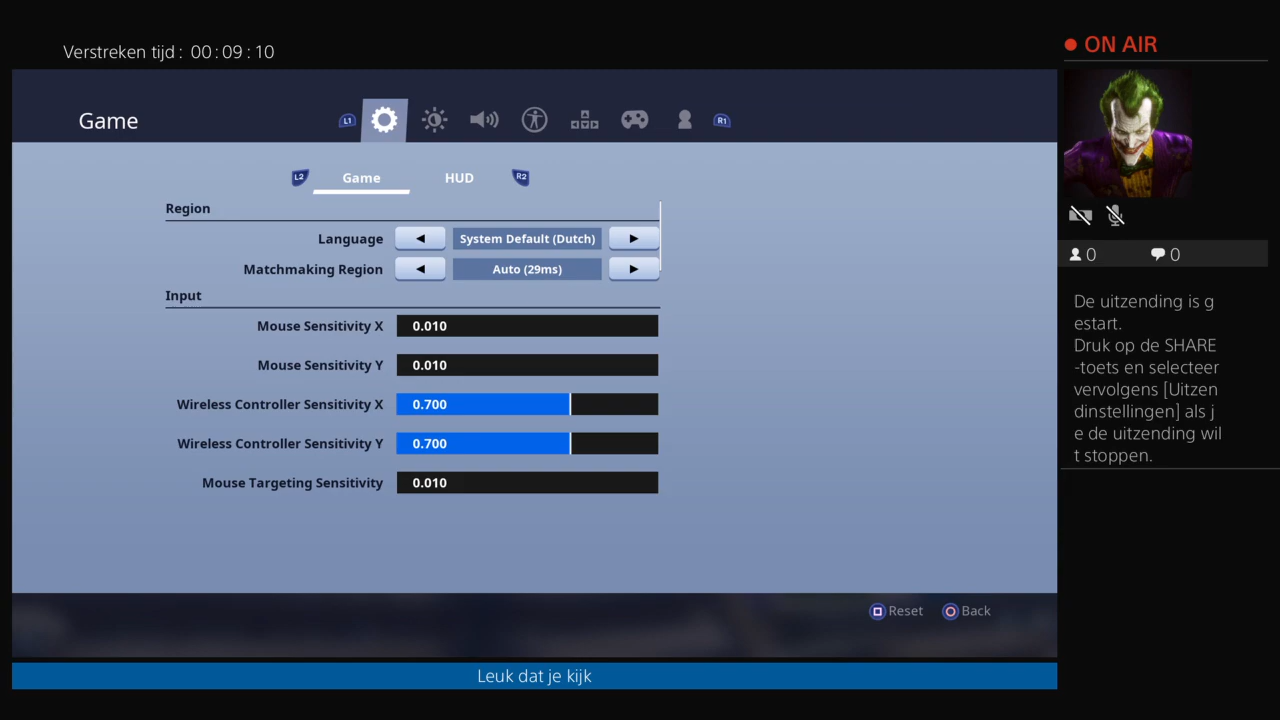 Verstreken tijd : 00:09:10
ON AIR
Game
L1
R1
L2
Game
HUD
R2
Region
Language
System Default (Dutch)
Matchmaking Region
Auto (29ms)
Input
Mouse Sensitivity X
0.010
Mouse Sensitivity Y
0.010
Wireless Controller Sensitivity X
0.700
Wireless Controller Sensitivity Y
0.700
Mouse Targeting Sensitivity
0.010
Reset
Back
Leuk dat je kijk
0
0
De uitzending is g
estart.
Druk op de SHARE
-toets en selecteer
vervolgens [Uitzen
dinstellingen] als j
e de uitzending wil
t stoppen.